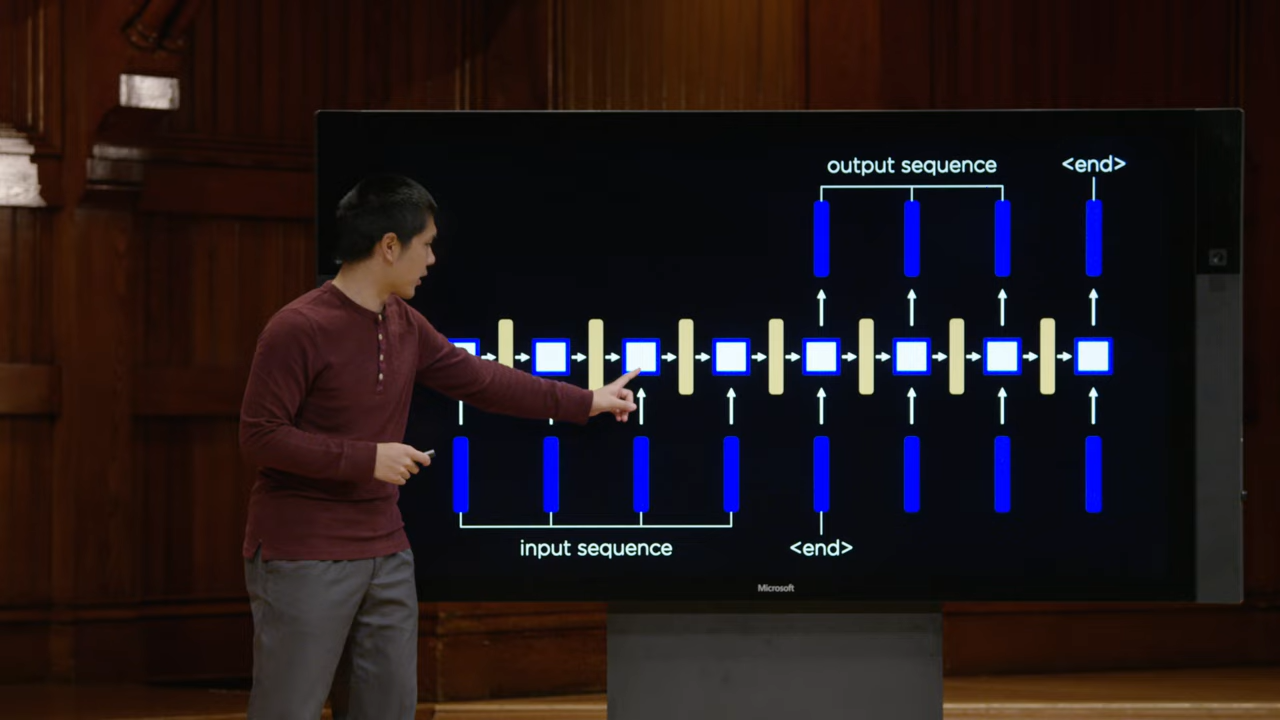 output sequence
<end>
input sequence
<end>
Microsoft